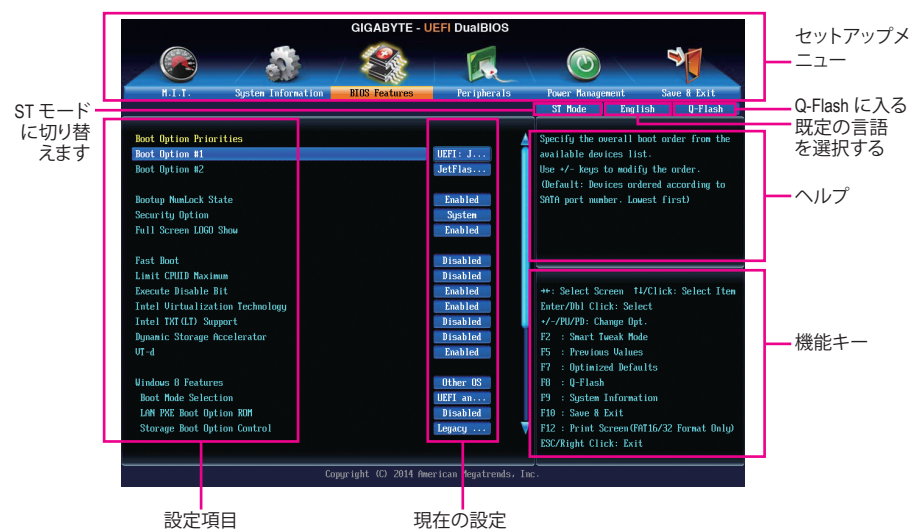 GIGABYTE - UEFI DualBIOS
M.I.T.
System Information
BIOS Features
Peripherals
Power Management
Save & Exit
セットアップメ
ニュー
ST Mode
English
Q-Flash
ST モード
に切り替
えます
Q-Flash に入る
既定の言語
を選択する
Boot Option Priorities
Boot Option #1 UEFI: J...
Boot Option #2 JetFlas...
Bootup NumLock State Enabled
Security Option System
Full Screen LOGO Show Enabled
Fast Boot Disabled
Limit CPUID Maximum Disabled
Execute Disable Bit Enabled
Intel Virtualization Technology Enabled
Intel TXT(LT) Support Disabled
Dynamic Storage Accelerator Disabled
VT-d Enabled
Windows 8 Features Other OS
Boot Mode Selection UEFI an...
LAN PXE Boot Option ROM Disabled
Storage Boot Option Control Legacy ...
Specify the overall boot order from the
available devices list.
Use +/- keys to modify the order.
(Default: Devices ordered according to
SATA port number. Lowest first)
ヘルプ
→←: Select Screen ↑↓/Click: Select Item
Enter/Dbl Click: Select
+/-/PU/PD: Change Opt.
F2 : Smart Tweak Mode
F5 : Previous Values
F7 : Optimized Defaults
F8 : Q-Flash
F9 : System Information
F10 : Save & Exit
F12 : Print Screen(FAT16/32 Format Only)
ESC/Right Click: Exit
機能キー
Copyright (C) 2014 American Megatrends, Inc.
設定項目
現在の設定